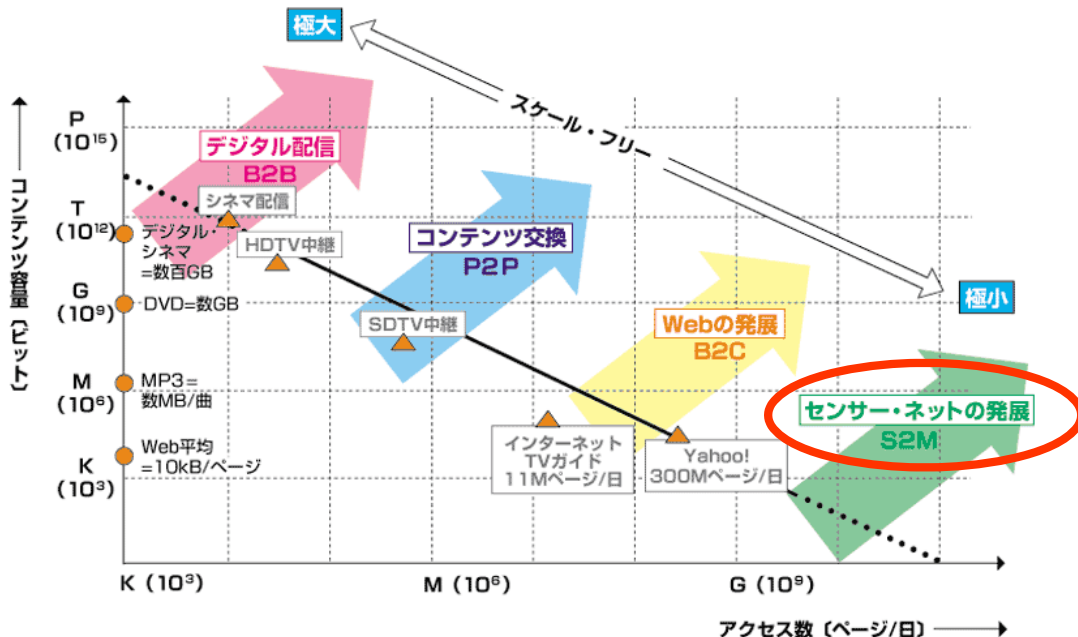 極大
スケール・フリー
極小
コンテンツ容量〔ビット〕
P
(10¹⁵)
T
(10¹²)
G
(10⁹)
M
(10⁶)
K
(10³)
デジタル配信
B2B
シネマ配信
HDTV中継
デジタル・
シネマ
=数百GB
DVD=数GB
コンテンツ交換
P2P
SDTV中継
MP3=
数MB/曲
Web平均
=10kB/ページ
Webの発展
B2C
インターネット
TVガイド
11Mページ/日
Yahoo!
300Mページ/日
センサー・ネットの発展
S2M
K (10³)
M (10⁶)
G (10⁹)
アクセス数〔ページ/日〕